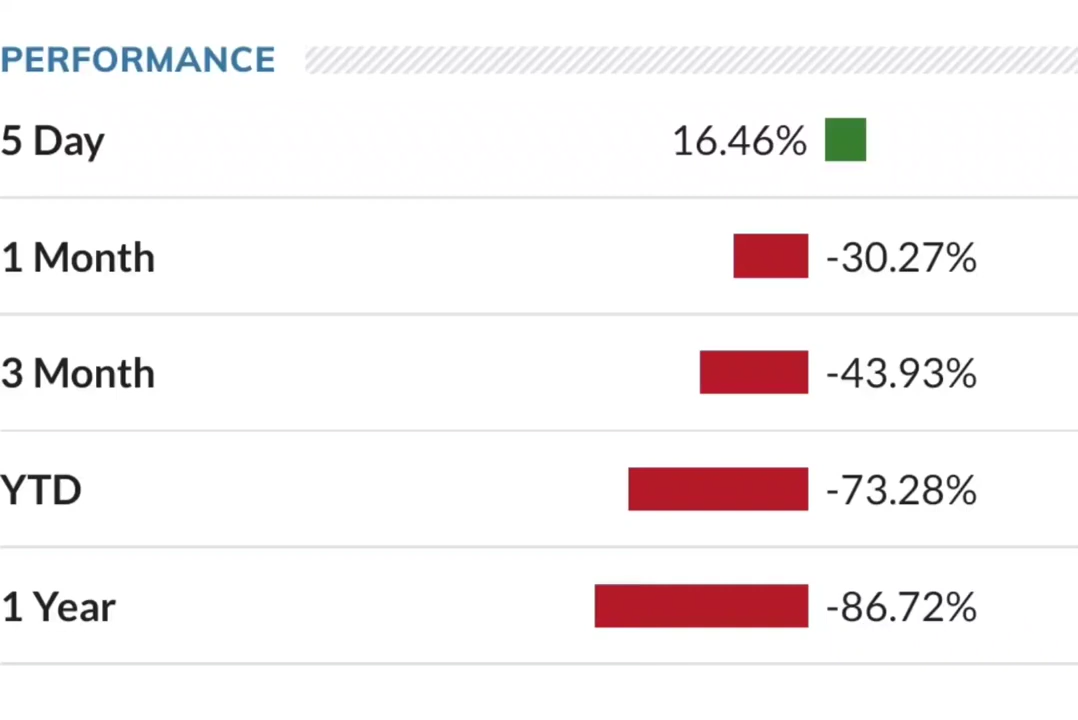 PERFORMANCE
5 Day 16.46%
1 Month -30.27%
3 Month -43.93%
YTD -73.28%
1 Year -86.72%